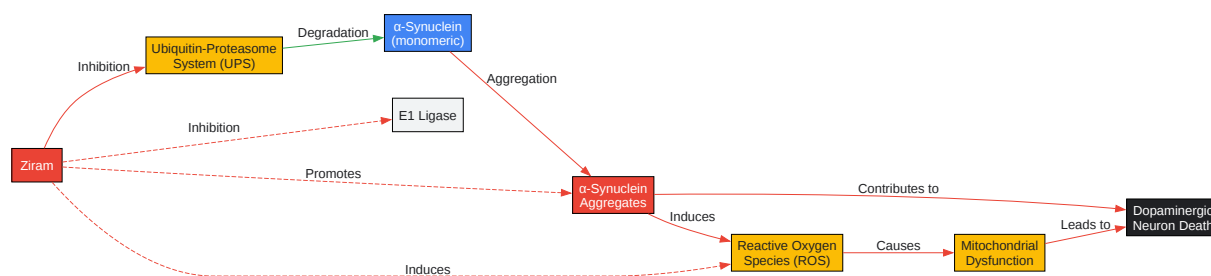 α-Synuclein
(monomeric)
Degradation
Ubiquitin-Proteasome
System (UPS)
Inhibition
Aggregation
E1 Ligase
Inhibition
Ziram
Promotes
α-Synuclein
Aggregates
Contributes to
Dopaminergic
Neuron Death
Induces
Leads to
Reactive Oxygen
Species (ROS)
Causes
Mitochondrial
Dysfunction
Induces